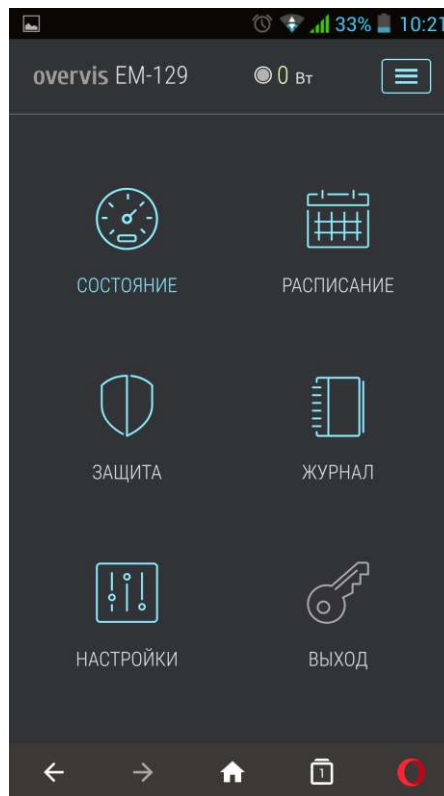 33% 10:21
overvis EM-129 0 Вт
СОСТОЯНИЕ РАСПИСАНИЕ
ЗАЩИТА ЖУРНАЛ
НАСТРОЙКИ ВЫХОД
1